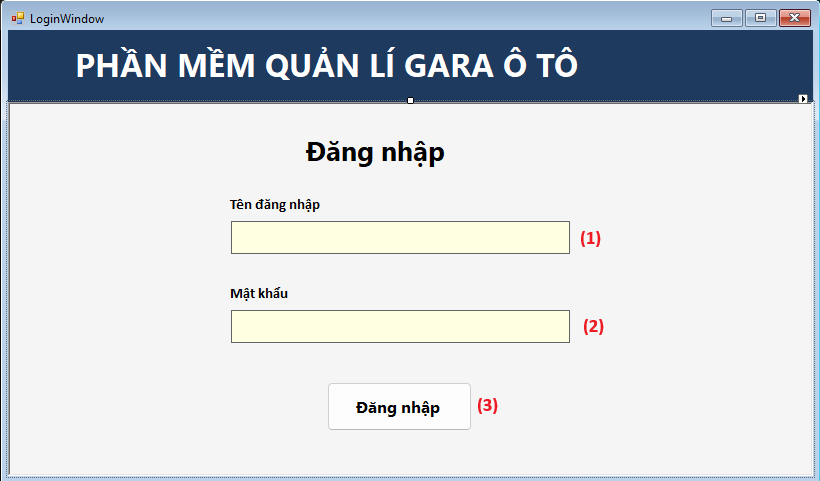 LoginWindow
PHẦN MỀM QUẢN LÍ GARA Ô TÔ
Đăng nhập
Tên đăng nhập
(1)
Mật khẩu
(2)
Đăng nhập
(3)